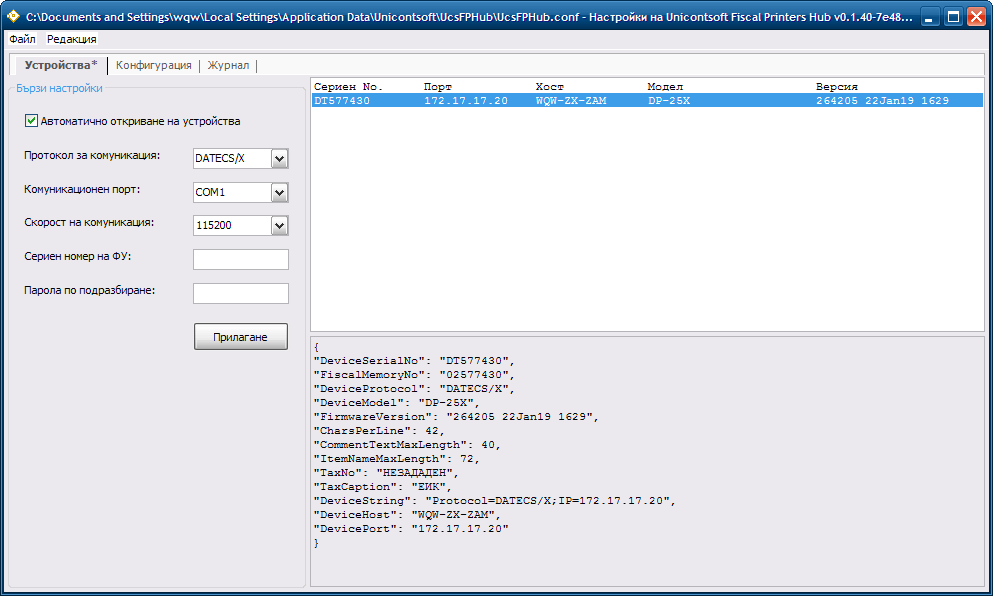 C:\Documents and Settings\wqw\Local Settings\Application Data\Unicontsoft\UcsFPHub\UcsFPHub.conf - Настройки на Unicontsoft Fiscal Printers Hub v0.1.40-7e48...
Файл Редакция
Устройства* Конфигурация Журнал
Бързи настройки
Автоматично откриване на устройства
Протокол за комуникация: DATECS/X
Комуникационен порт: COM1
Скорост на комуникация: 115200
Сериен номер на ФУ:
Парола по подразбиране:
Прилагане
Сериен No. Порт Хост Модел Версия
DT577430 172.17.17.20 WQW-ZX-ZAM DP-25X 264205 22Jan19 1629
{
"DeviceSerialNo": "DT577430",
"FiscalMemoryNo": "02577430",
"DeviceProtocol": "DATECS/X",
"DeviceModel": "DP-25X",
"FirmwareVersion": "264205 22Jan19 1629",
"CharsPerLine": 42,
"CommentTextMaxLength": 40,
"ItemNameMaxLength": 72,
"TaxNo": "НЕЗАДАДЕН",
"TaxCaption": "ЕИК",
"DeviceString": "Protocol=DATECS/X;IP=172.17.17.20",
"DeviceHost": "WQW-ZX-ZAM",
"DevicePort": "172.17.17.20"
}